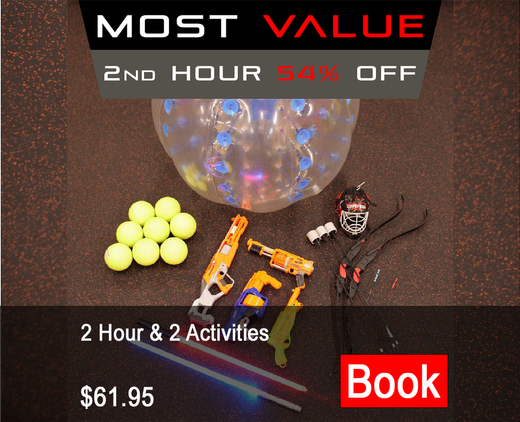 MOST VALUE
2ND HOUR 54% OFF
2 Hour & 2 Activities
$61.95
Book